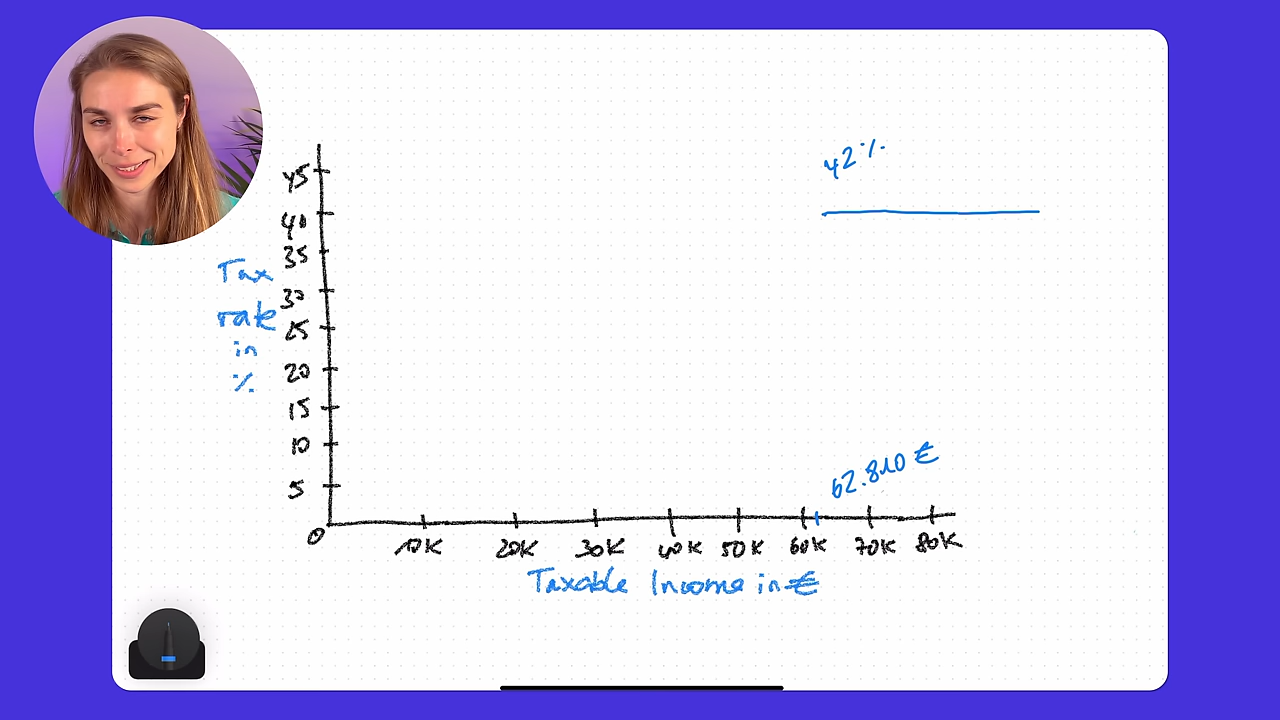 42%
45
40
35
30
25
20
15
10
5
0
Tax
rate
in
%
62.810 €
10K 20K 30K 40K 50K 60K 70K 80K
Taxable Income in €